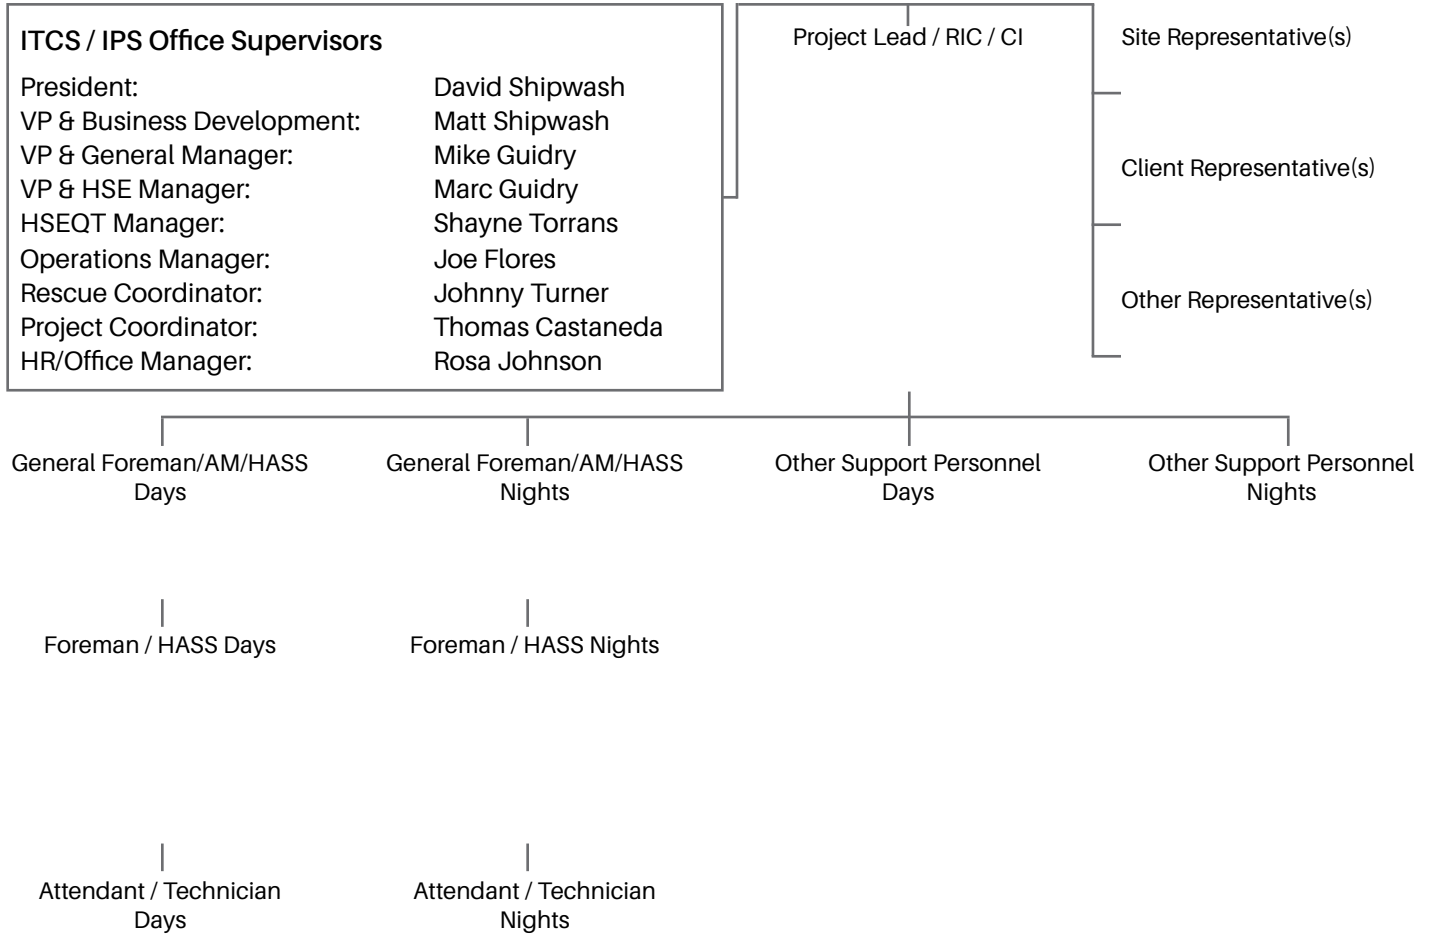 ITCS / IPS Office Supervisors
President: David Shipwash
VP & Business Development: Matt Shipwash
VP & General Manager: Mike Guidry
VP & HSE Manager: Marc Guidry
HSEQT Manager: Shayne Torrans
Operations Manager: Joe Flores
Rescue Coordinator: Johnny Turner
Project Coordinator: Thomas Castaneda
HR/Office Manager: Rosa Johnson
Project Lead / RIC / CI
Site Representative(s)
Client Representative(s)
Other Representative(s)
General Foreman/AM/HASS
Days
General Foreman/AM/HASS
Nights
Other Support Personnel
Days
Other Support Personnel
Nights
Foreman / HASS Days
Foreman / HASS Nights
Attendant / Technician
Days
Attendant / Technician
Nights